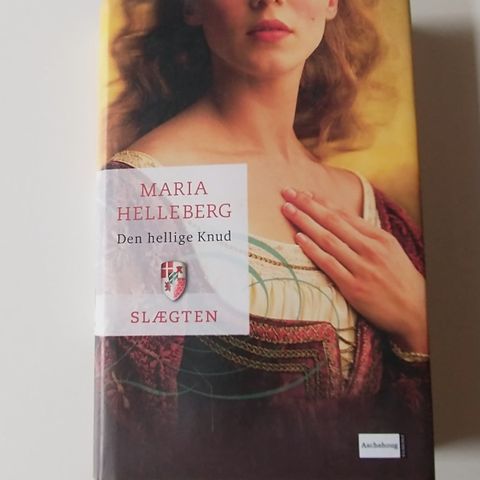 MARIA
HELLEBERG
Den hellige Knud
SLÆGTEN
Aschehoug